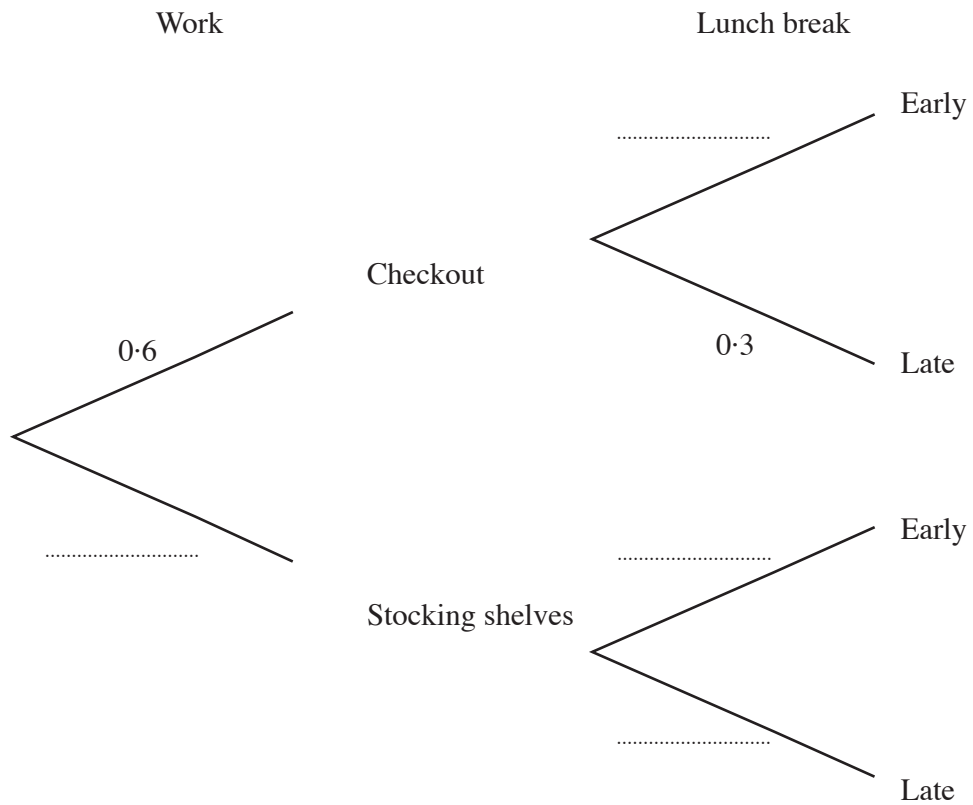 Work Lunch break
Early
Checkout
0·6
0·3
Late
Early
Stocking shelves
Late